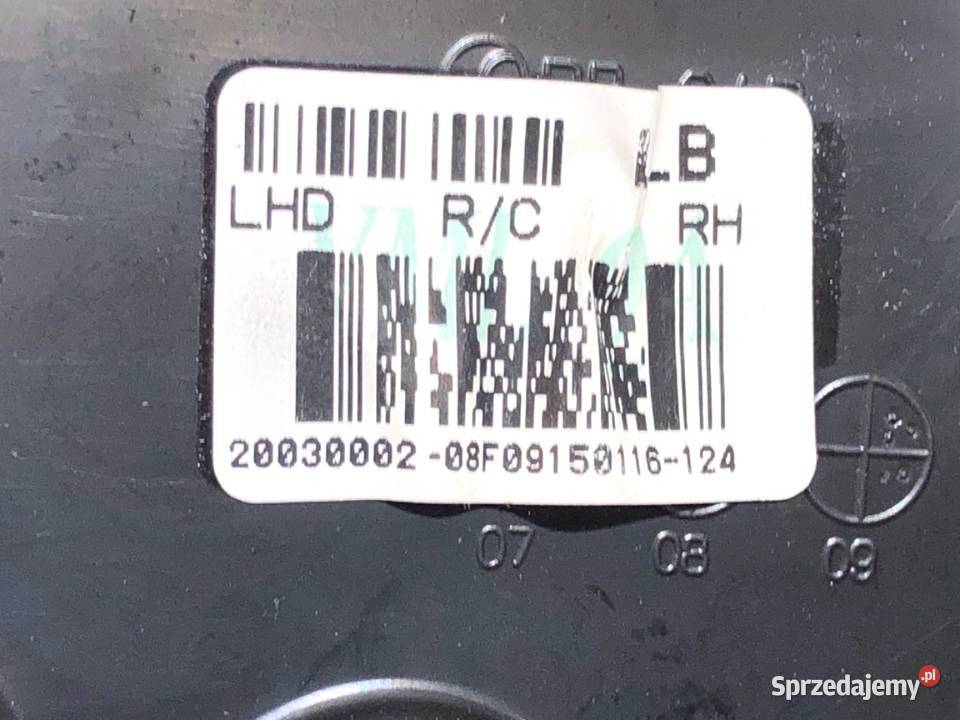 LB
LHD R/C RH
20030002-08F09150116-124
07 08 09
Sprzedajemy.pl